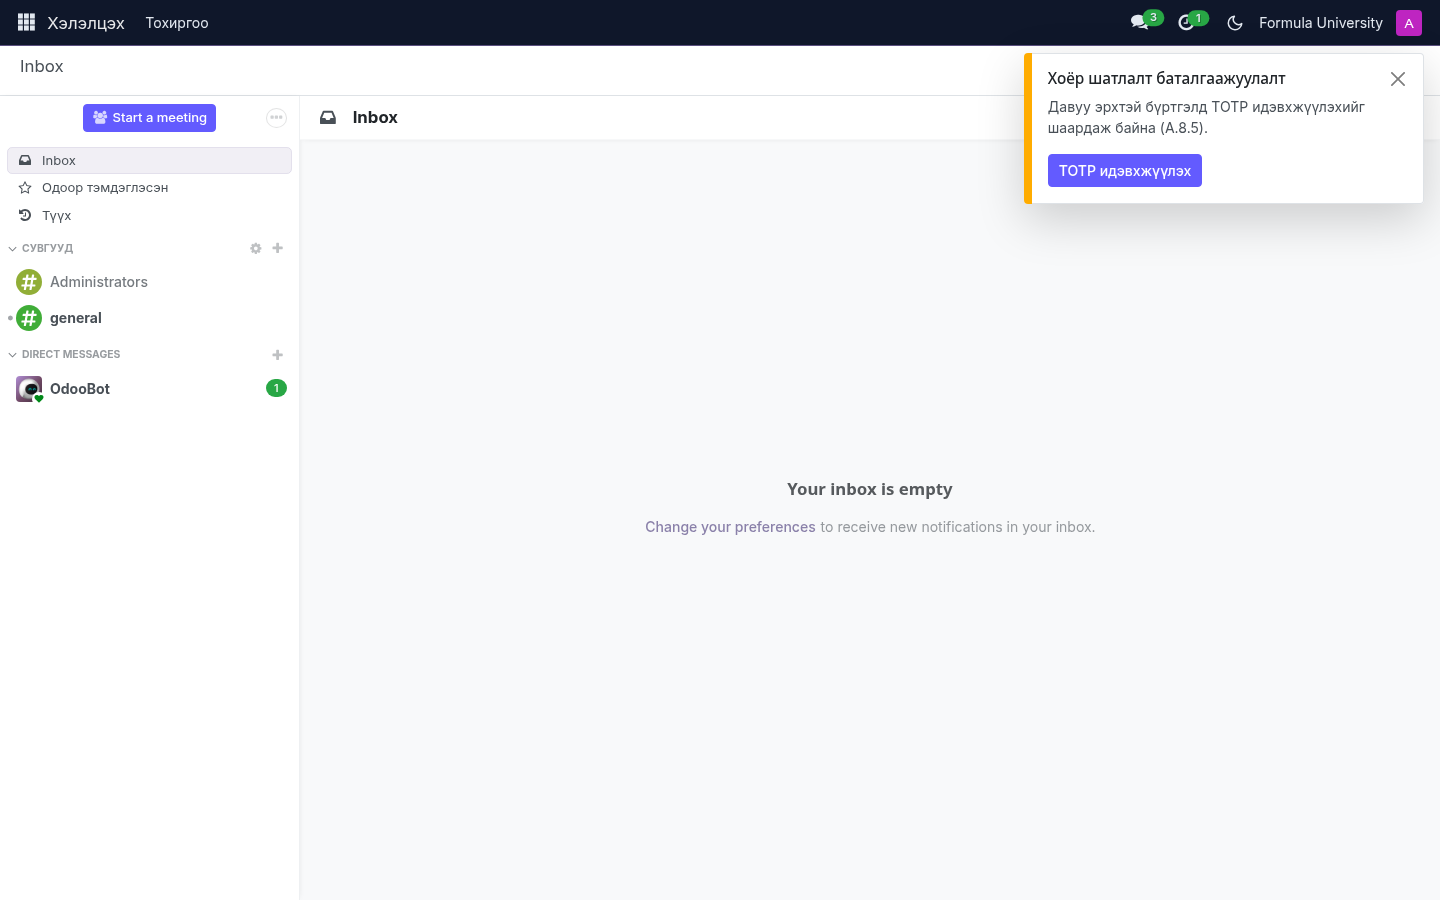 Хэлэлцэх
Тохиргоо
3
1
Formula University
A
Inbox
Хоёр шатлалт баталгаажуулалт
Давуу эрхтэй бүртгэлд TOTP идэвхжүүлэхийг
шаардаж байна (A.8.5).
TOTP идэвхжүүлэх
Start a meeting
Inbox
Inbox
Одоор тэмдэглэсэн
Түүх
СУВГУУД
Administrators
general
DIRECT MESSAGES
OdooBot
1
Your inbox is empty
Change your preferences to receive new notifications in your inbox.